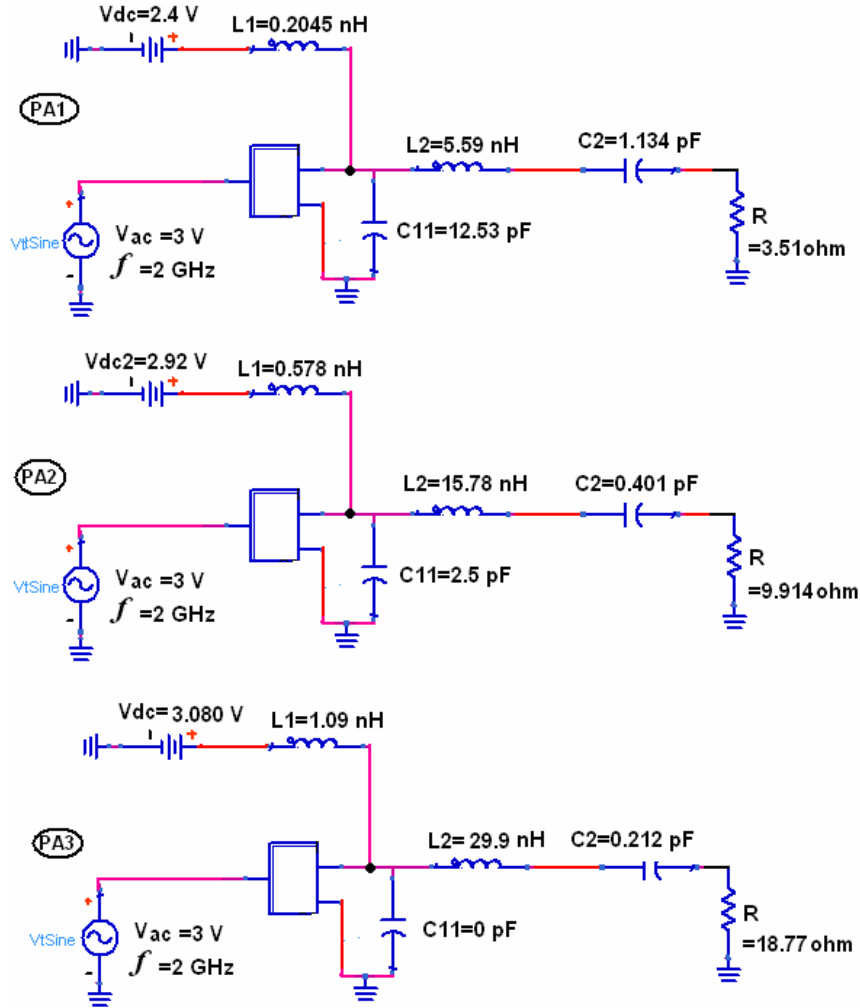 Vdc=2.4 V
L1=0.2045 nH
PA1
L2=5.59 nH
C2=1.134 pF
VtSine
Vac =3 V
f =2 GHz
C11=12.53 pF
R
=3.51ohm
Vdc2=2.92 V
L1=0.578 nH
PA2
L2=15.78 nH
C2=0.401 pF
VtSine
Vac =3 V
f =2 GHz
C11=2.5 pF
R
=9.914ohm
Vdc=3.080 V
L1=1.09 nH
PA3
L2= 29.9 nH
C2=0.212 pF
VtSine
Vac =3 V
f =2 GHz
C11=0 pF
R
=18.77ohm